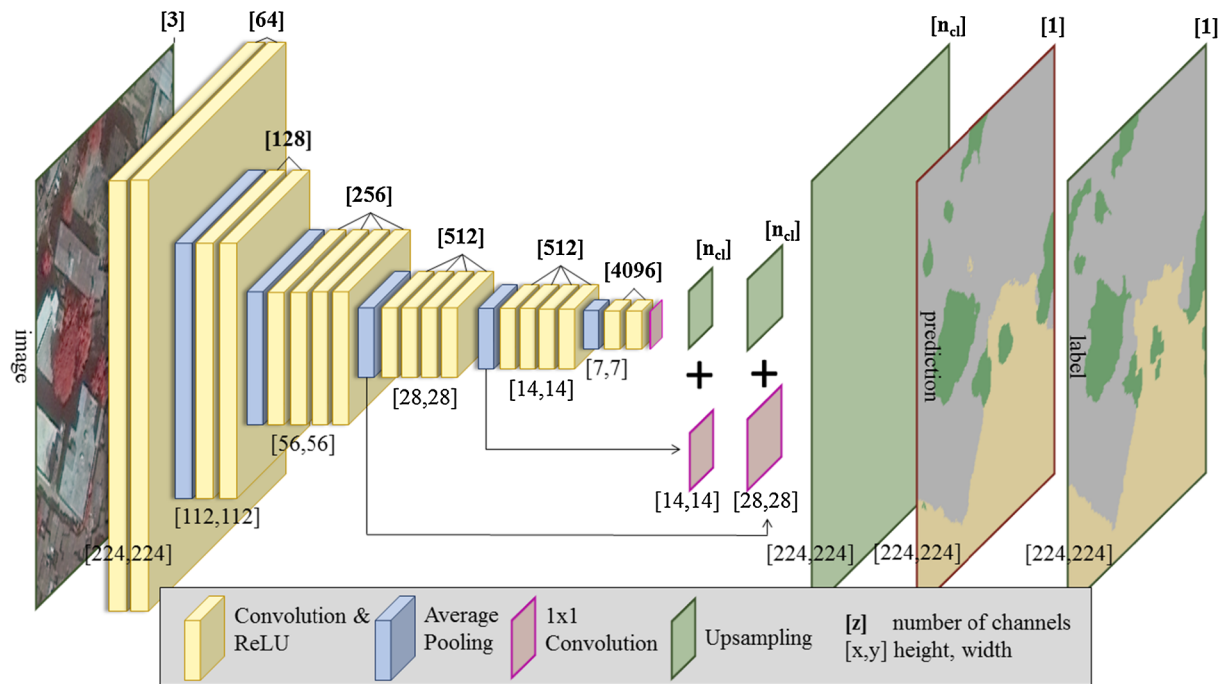 [3]
[64]
[128]
[256]
[512]
[512]
[4096]
[n_cl]
[n_cl]
[n_cl]
[1]
[1]
image
prediction
label
[224,224]
[112,112]
[56,56]
[28,28]
[14,14]
[7,7]
[14,14]
[28,28]
[224,224]
[224,224]
[224,224]
Convolution &
ReLU
Average
Pooling
1x1
Convolution
Upsampling
[z] number of channels
[x,y] height, width